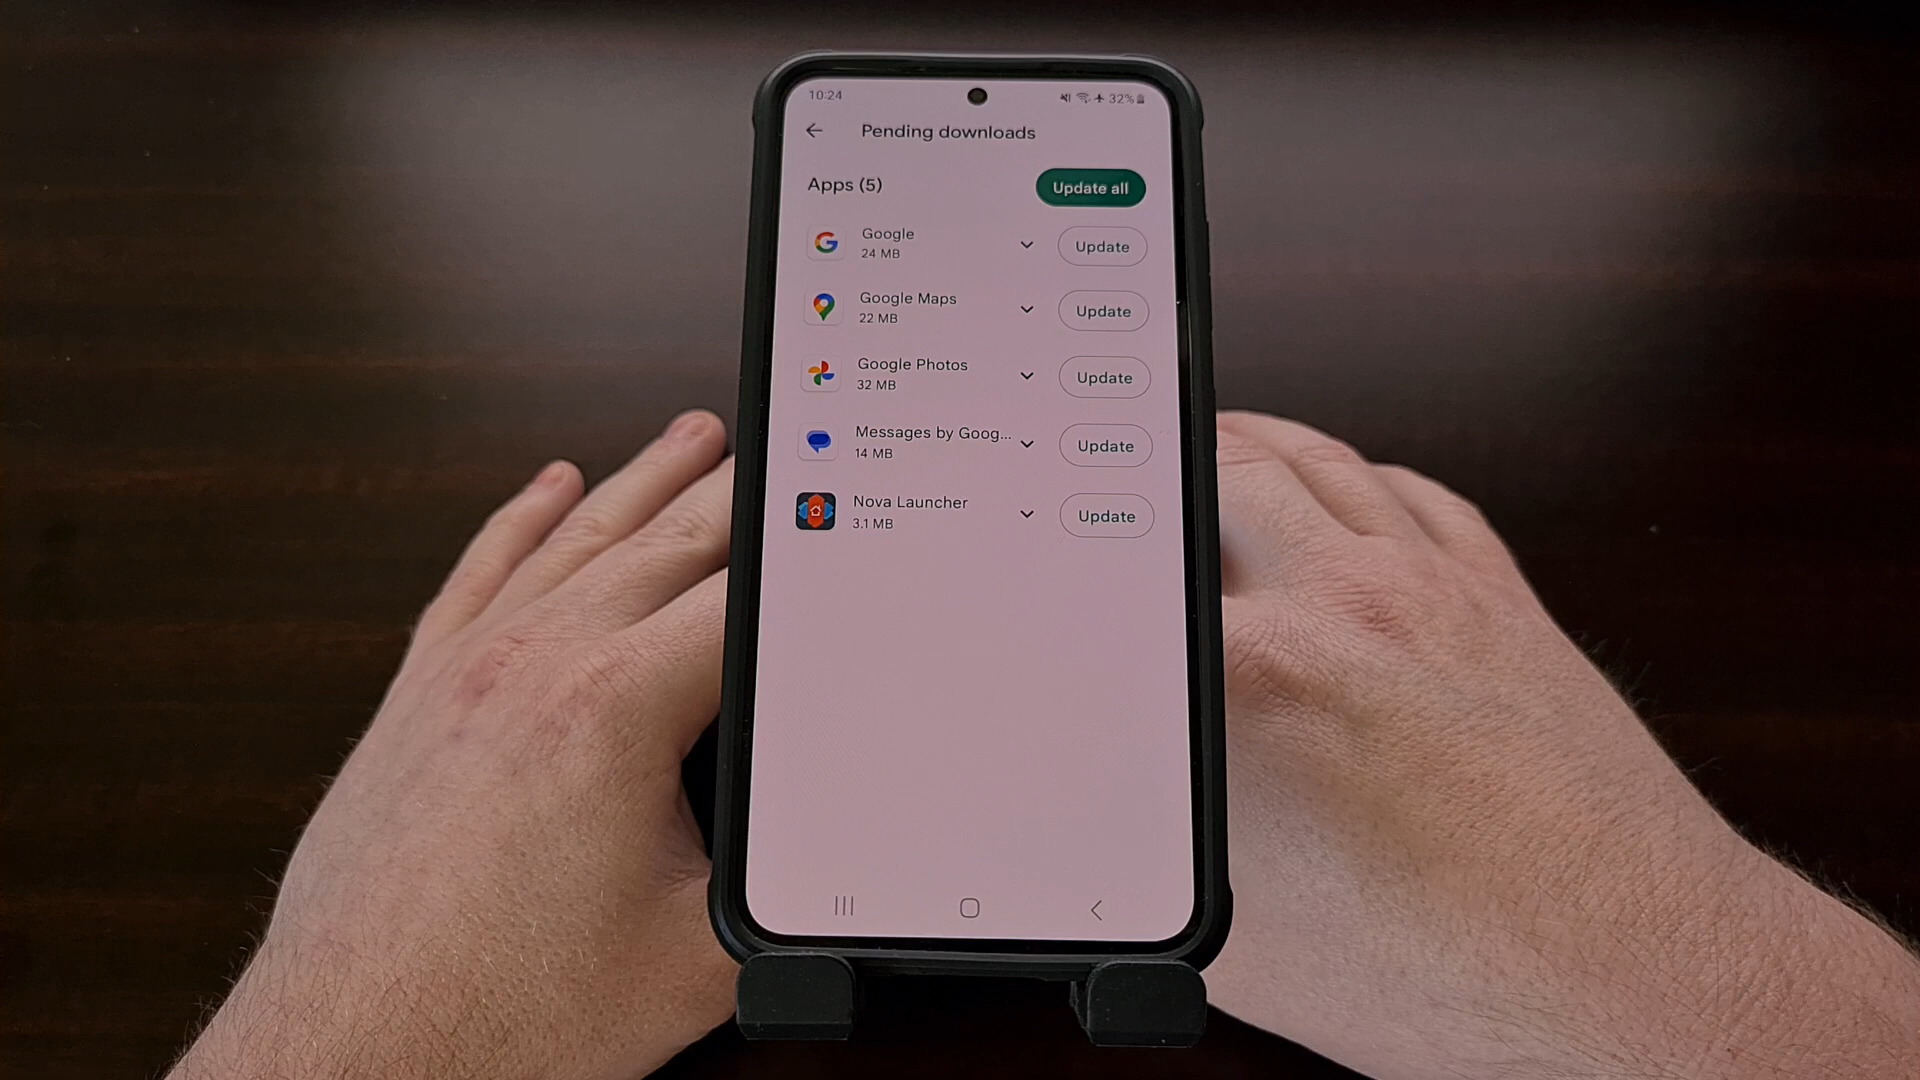 10:24
32%
Pending downloads
Apps (5)
Update all
Google
24 MB
Update
Google Maps
22 MB
Update
Google Photos
32 MB
Update
Messages by Goog...
14 MB
Update
Nova Launcher
3.1 MB
Update